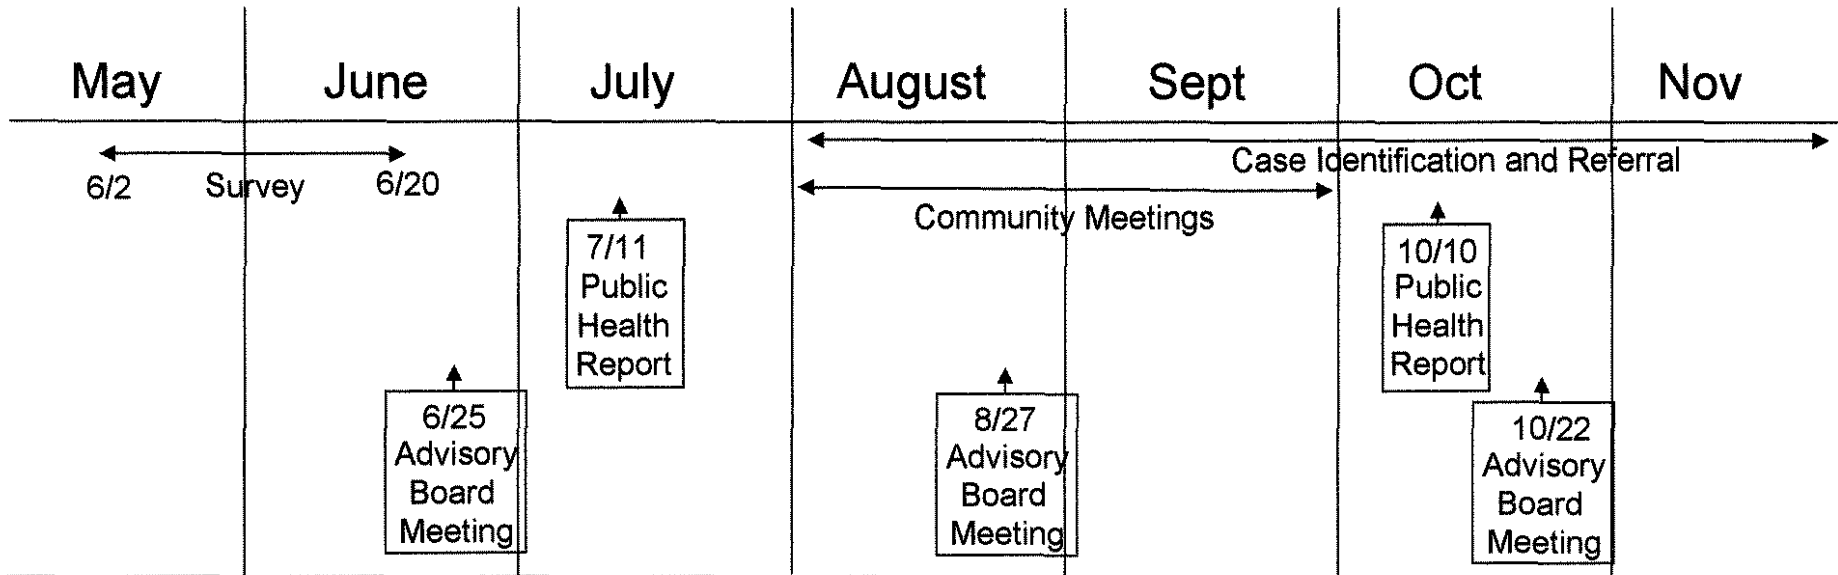 May June July August Sept Oct Nov
Case Identification and Referral
6/2 Survey 6/20
Community Meetings
7/11
Public
Health
Report
10/10
Public
Health
Report
6/25
Advisory
Board
Meeting
8/27
Advisory
Board
Meeting
10/22
Advisory
Board
Meeting